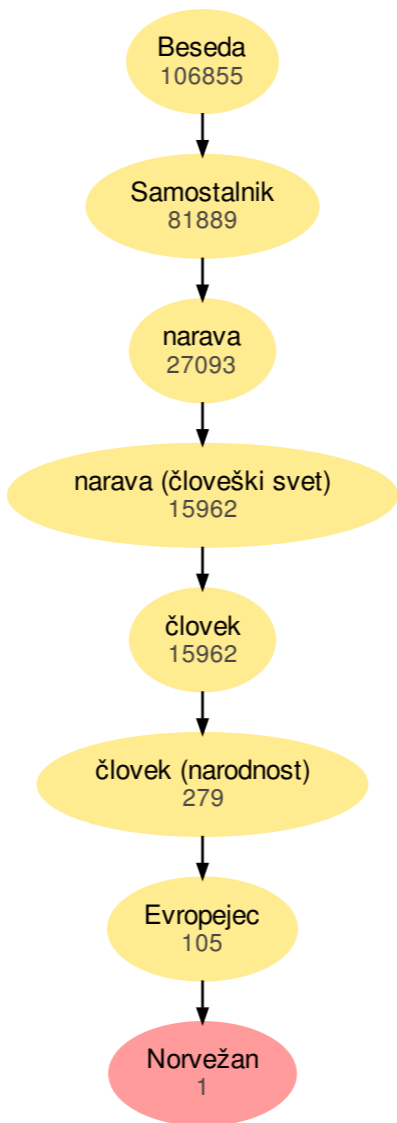 Beseda
106855
Samostalnik
81889
narava
27093
narava (človeški svet)
15962
človek
15962
človek (narodnost)
279
Evropejec
105
Norvežan
1